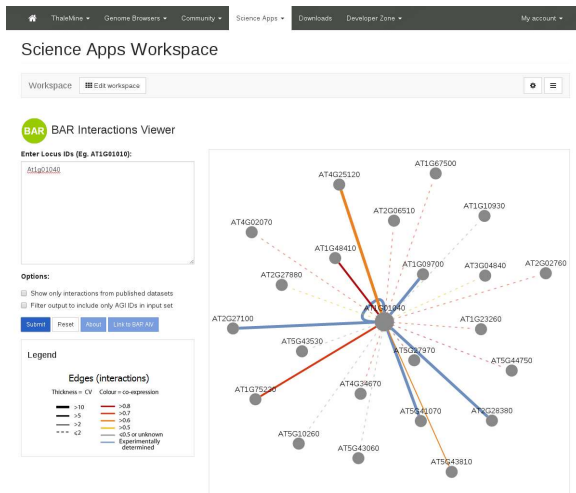 ThaleMine Genome Browsers Community Science Apps Downloads Developer Zone My account
Science Apps Workspace
Workspace Edit workspace
BAR BAR Interactions Viewer
Enter Locus IDs (Eg. AT1G01010):
At1g01040
Options:
Show only interactions from published datasets
Filter output to include only AGI IDs in input set
Submit Reset About Link to BAR AIV
Legend
Edges (interactions)
Thickness = CV Colour = co-expression
>10 >0.8
>5 >0.7
>2 >0.6
≤2 >0.5
≤0.5 or unknown
Experimentally
determined
AT1G67500
AT4G25120
AT2G06510
AT1G10930
AT4G02070
AT1G48410
AT1G09700
AT3G04840
AT2G02760
AT2G27880
AT1G01040
AT2G27100
AT1G23260
AT5G43530
AT5G27970
AT5G44750
AT1G75230
AT4G34670
AT5G41070
AT2G28380
AT5G10260
AT5G43060
AT5G43810